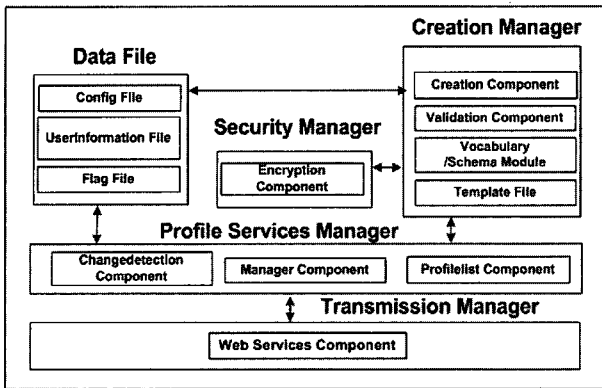 Creation Manager
Data File
Config File
UserInformation File
Flag File
Security Manager
Encryption
Component
Creation Component
Validation Component
Vocabulary
/Schema Module
Template File
Profile Services Manager
Changedetection
Component
Manager Component
Profilelist Component
Transmission Manager
Web Services Component